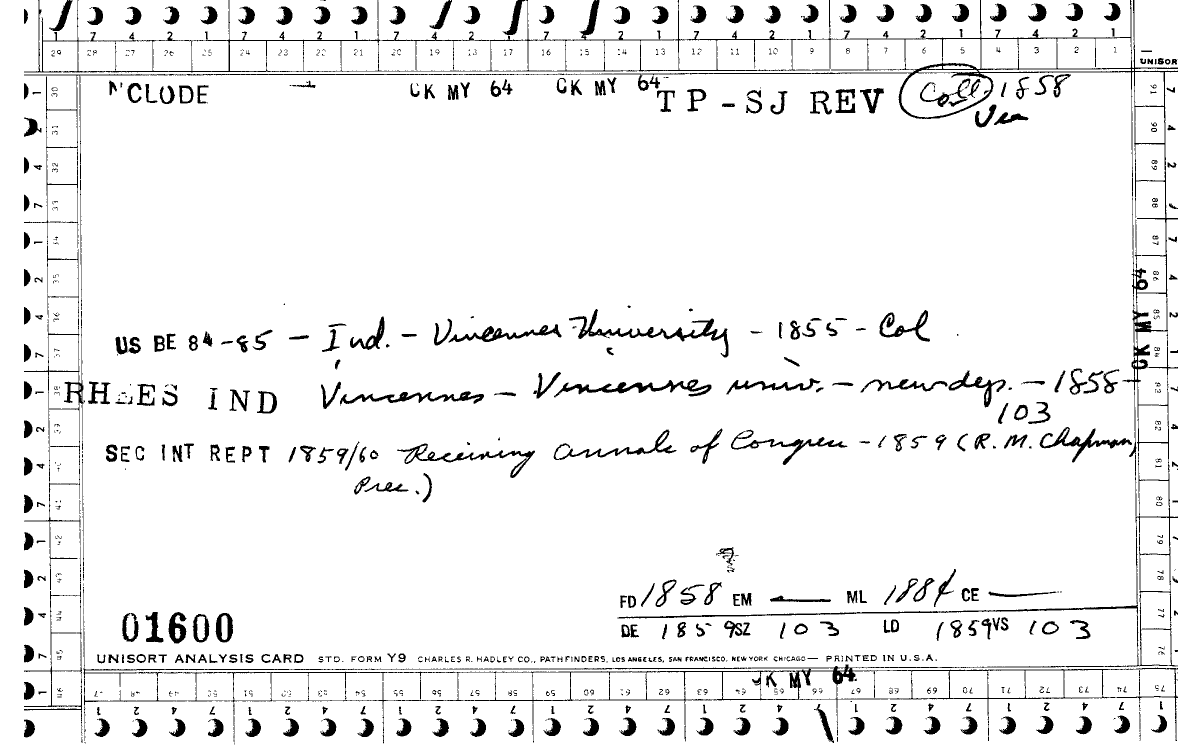 7 4 2 1 7 4 2 1 7 4 2 1 7 4 2 1 7 4 2 1 7 4 2 1 7 4 2 1
29 28 27 26 25 24 23 22 21 20 19 18 17 16 15 14 13 12 11 10 9 8 7 6 5 4 3 2 1
UNISOR
CLODE CK MY 64 CK MY 64 TP-SJ REV Coll. 1858
US BE 84-85 — Ind. — Vincennes University — 1855 — Col
RHEES IND Vincennes — Vincennes univ. — new dep. — 1858 —
103
SEC INT REPT 1859/60 Receiving Annals of Congress — 1859 (R. M. Chapman,
Pres.)
CK MY 64
FD 1858 EM — ML 1884 CE —
01600 DE 1859 SZ 103 LD 1859 VS 103
UNISORT ANALYSIS CARD STD. FORM Y9 CHARLES R. HADLEY CO., PATHFINDERS, LOS ANGELES, SAN FRANCISCO, NEW YORK CHICAGO — PRINTED IN U.S.A.
CK MY 64